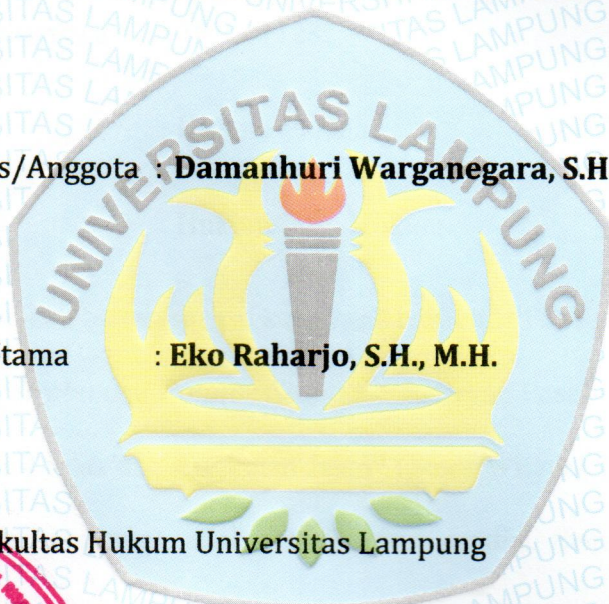 UNIVERSITAS LAMPUNG
s/Anggota : Damanhuri Warganegara, S.H
tama : Eko Raharjo, S.H., M.H.
kultas Hukum Universitas Lampung